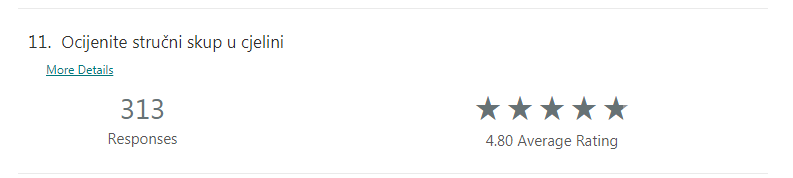 11. Ocijenite stručni skup u cjelini
More Details
313
Responses
4.80 Average Rating